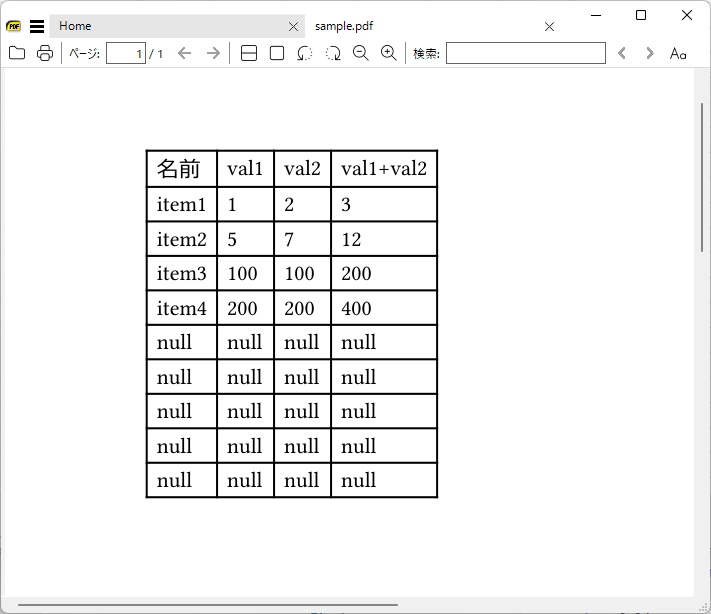 PDF Home sample.pdf
ページ: 1 / 1 検索: Aa
名前 val1 val2 val1+val2
item1 1 2 3
item2 5 7 12
item3 100 100 200
item4 200 200 400
null null null null
null null null null
null null null null
null null null null
null null null null